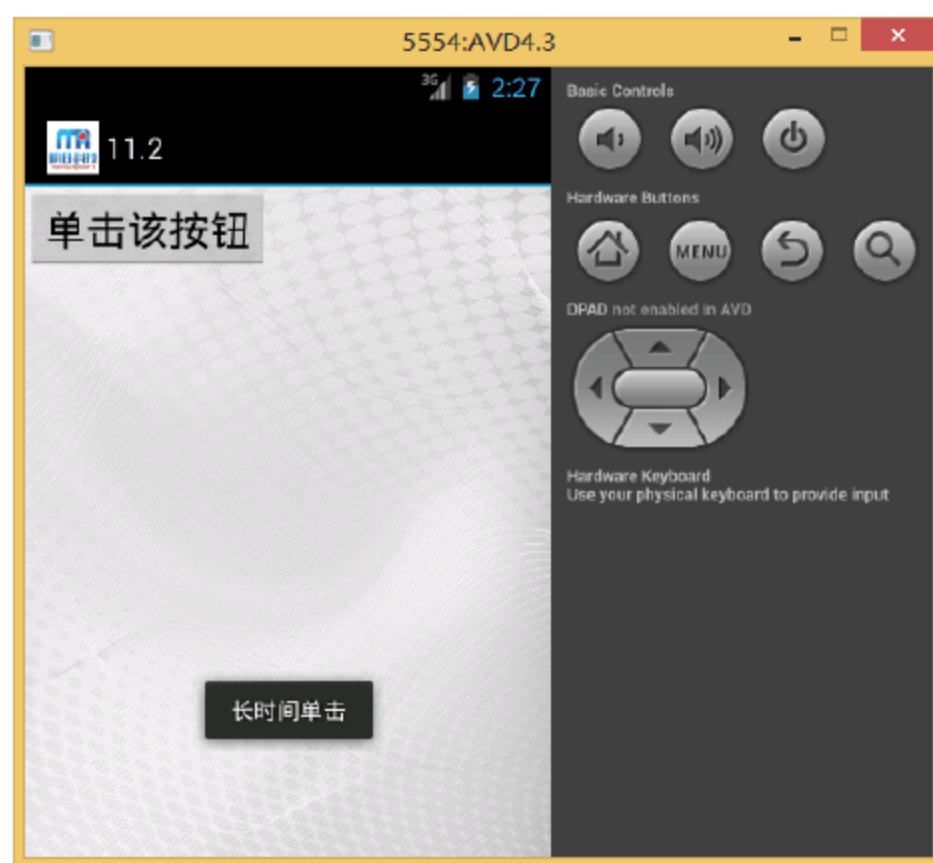 5554:AVD4.3
3G 2:27
11.2
单击该按钮
长时间单击
Basic Controls
Hardware Buttons
MENU
DPAD not enabled in AVD
Hardware Keyboard
Use your physical keyboard to provide input